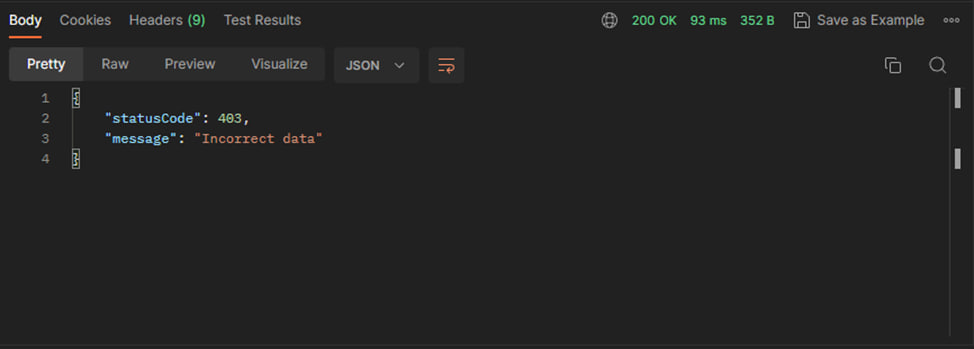 Body Cookies Headers (9) Test Results 200 OK 93 ms 352 B Save as Example
Pretty Raw Preview Visualize JSON
1 {
2 "statusCode": 403,
3 "message": "Incorrect data"
4 }